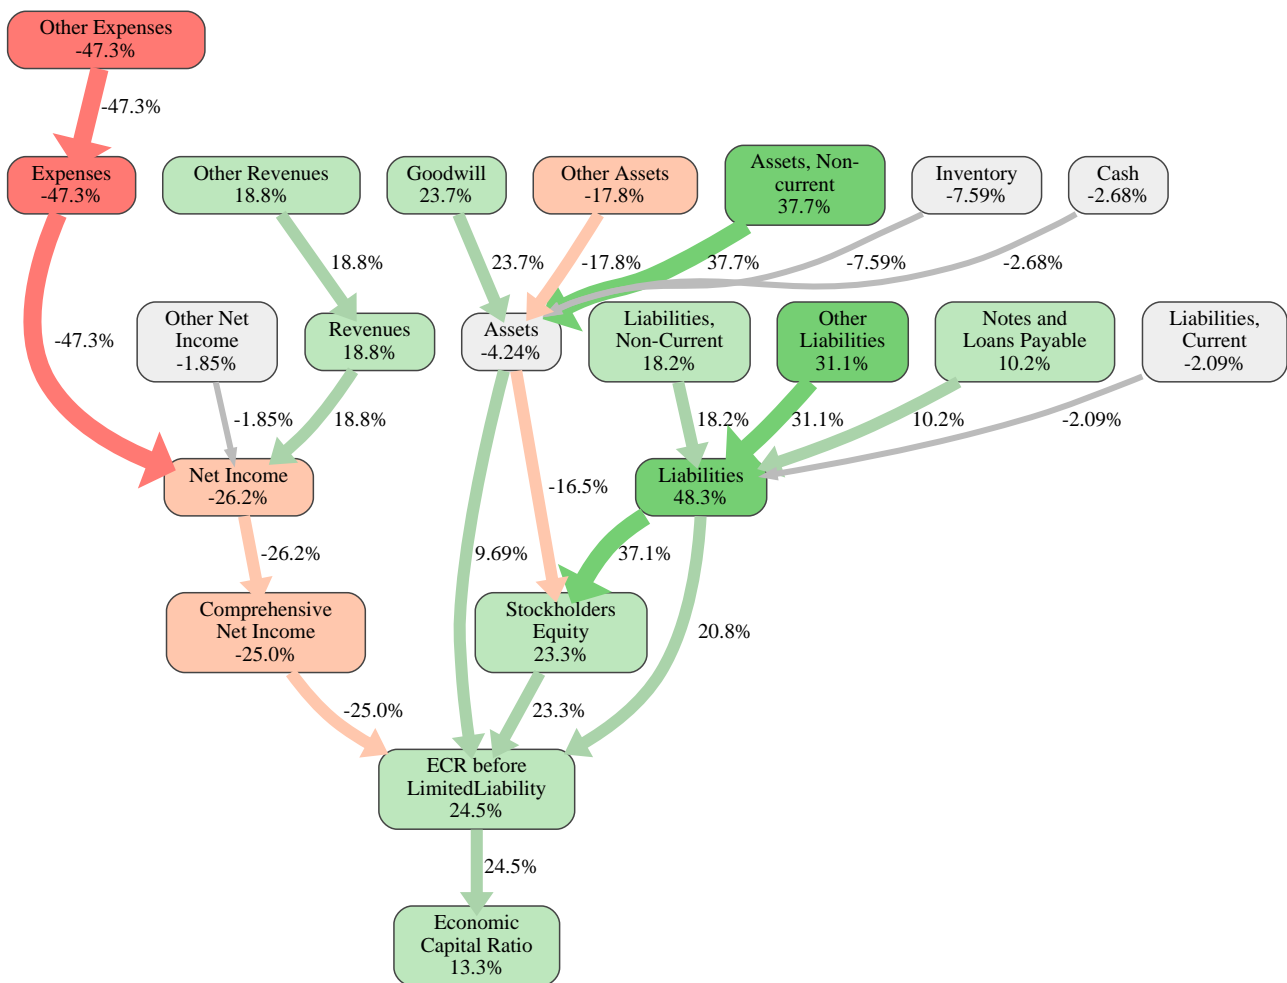 Other Expenses
-47.3%
-47.3%
Expenses
-47.3%
Other Revenues
18.8%
Goodwill
23.7%
Other Assets
-17.8%
Assets, Non-
current
37.7%
Inventory
-7.59%
Cash
-2.68%
18.8%
23.7%
-17.8%
37.7%
-7.59%
-2.68%
-47.3%
Other Net
Income
-1.85%
Revenues
18.8%
Assets
-4.24%
Liabilities,
Non-Current
18.2%
Other
Liabilities
31.1%
Notes and
Loans Payable
10.2%
Liabilities,
Current
-2.09%
-1.85%
18.8%
18.2%
31.1%
10.2%
-2.09%
Net Income
-26.2%
-16.5%
Liabilities
48.3%
-26.2%
9.69%
37.1%
Comprehensive
Net Income
-25.0%
Stockholders
Equity
23.3%
20.8%
-25.0%
23.3%
ECR before
LimitedLiability
24.5%
24.5%
Economic
Capital Ratio
13.3%